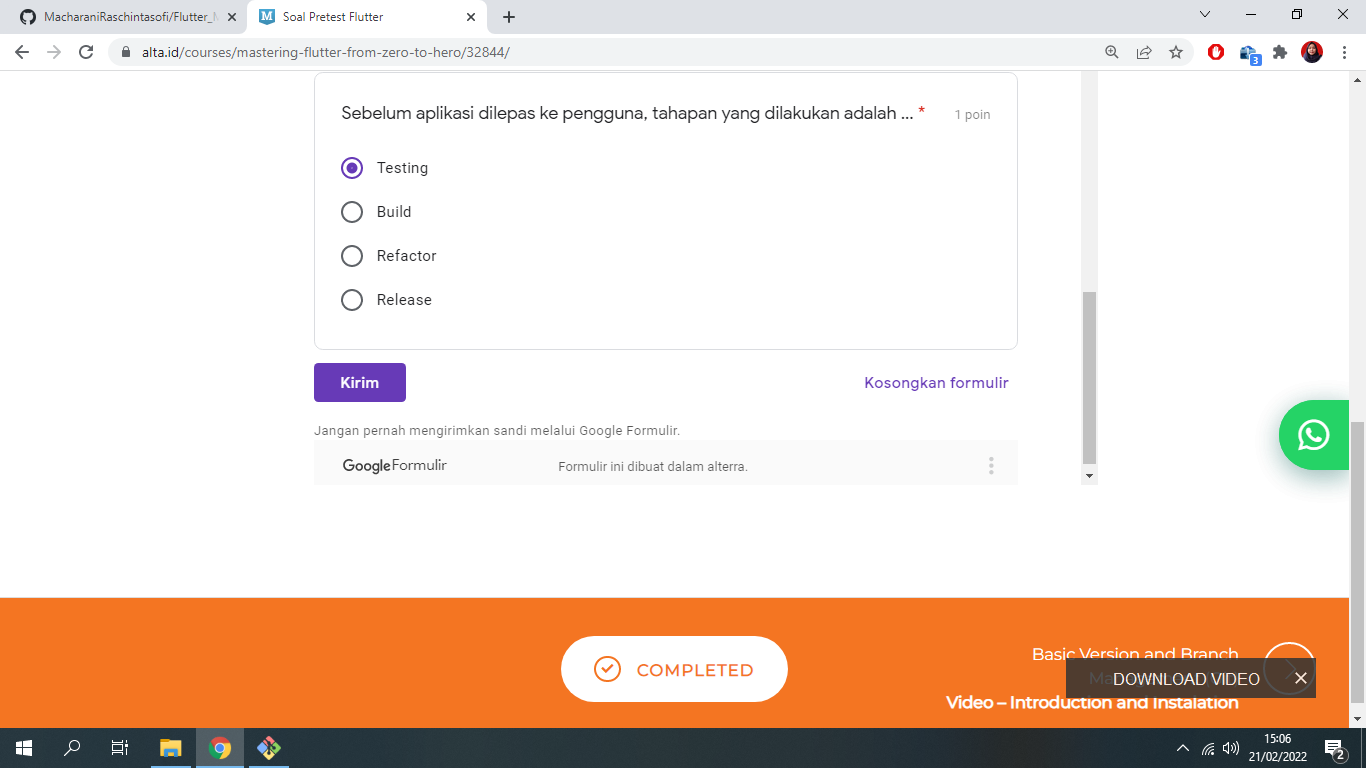 MacharaniRaschintasofi/Flutter_
Soal Pretest Flutter
alta.id/courses/mastering-flutter-from-zero-to-hero/32844/
3
Sebelum aplikasi dilepas ke pengguna, tahapan yang dilakukan adalah ... *
1 poin
Testing
Build
Refactor
Release
Kirim
Kosongkan formulir
Jangan pernah mengirimkan sandi melalui Google Formulir.
Google Formulir
Formulir ini dibuat dalam alterra.
COMPLETED
Basic Version and Branch
DOWNLOAD VIDEO
Video – Introduction and Instalation
15:06
21/02/2022
2